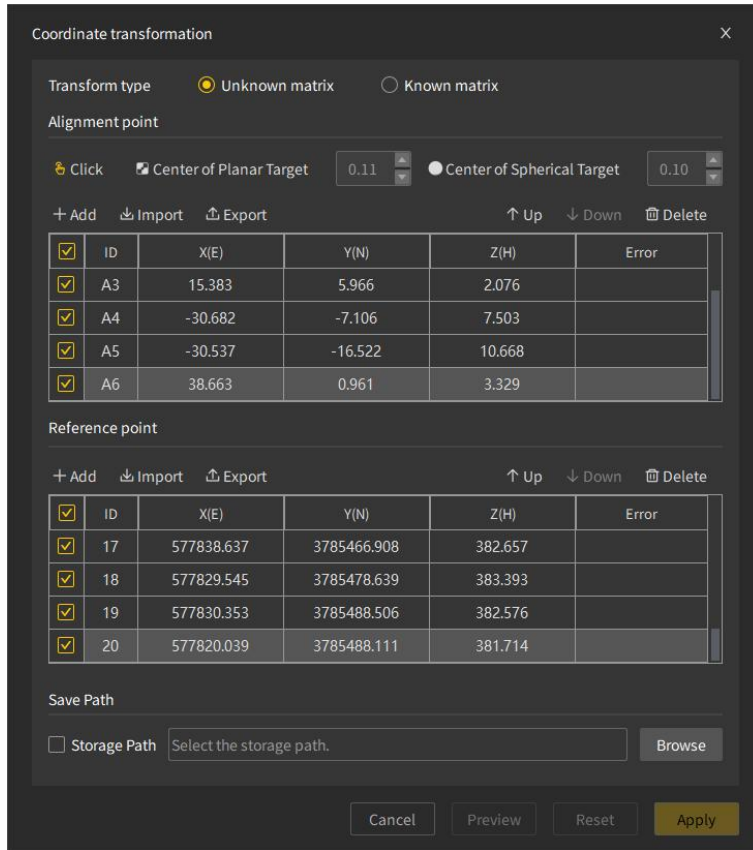 Coordinate transformation X
Transform type Unknown matrix Known matrix
Alignment point
Click Center of Planar Target 0.11 Center of Spherical Target 0.10
+ Add Import Export ↑ Up ↓ Down Delete
ID X(E) Y(N) Z(H) Error
A3 15.383 5.966 2.076
A4 -30.682 -7.106 7.503
A5 -30.537 -16.522 10.668
A6 38.663 0.961 3.329
Reference point
+ Add Import Export ↑ Up ↓ Down Delete
ID X(E) Y(N) Z(H) Error
17 577838.637 3785466.908 382.657
18 577829.545 3785478.639 383.393
19 577830.353 3785488.506 382.576
20 577820.039 3785488.111 381.714
Save Path
Storage Path Select the storage path. Browse
Cancel Preview Reset Apply